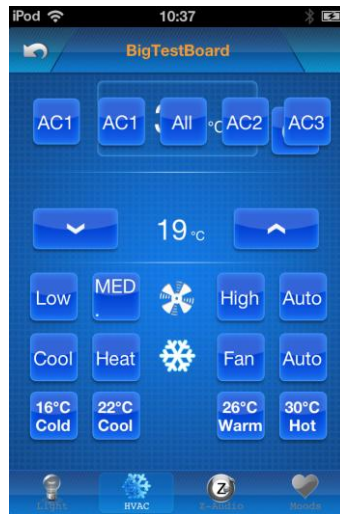 iPod 10:37
BigTestBoard
AC1 AC1 All °C AC2 AC3
19 °C
Low MED. High Auto
Cool Heat Fan Auto
16°C 22°C 26°C 30°C
Cold Cool Warm Hot
Light HVAC Z-Audio Moods